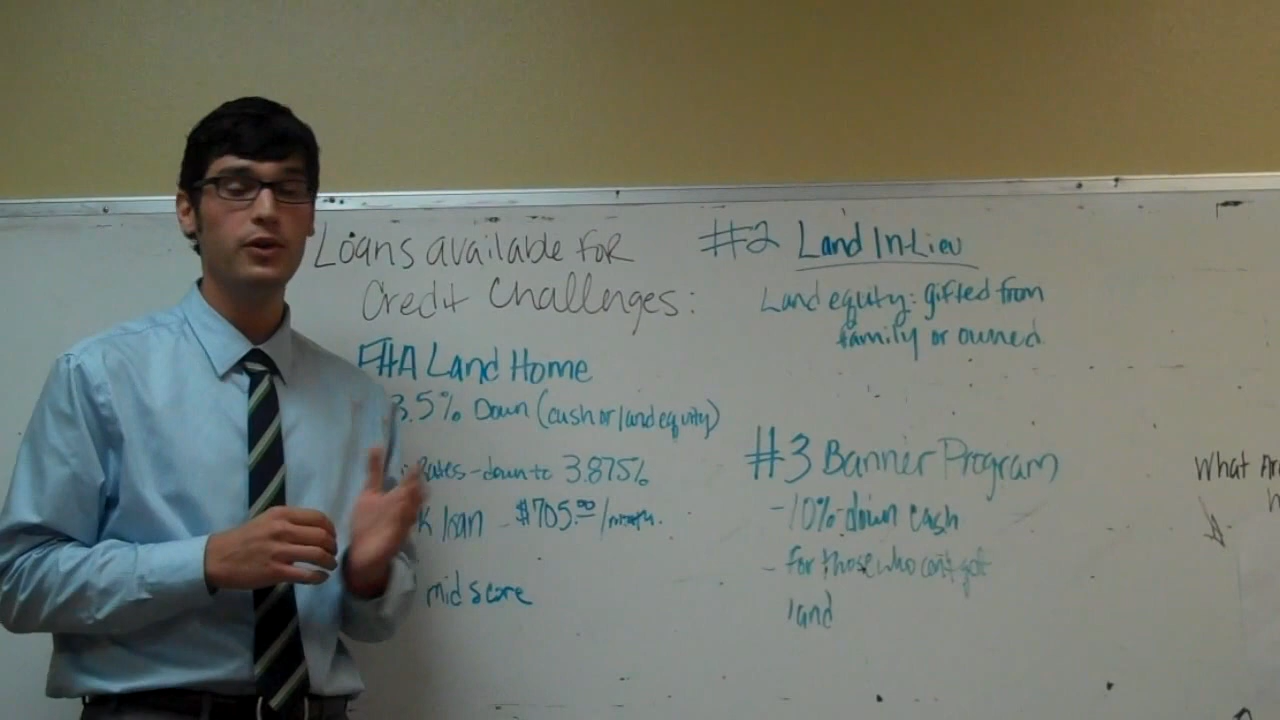 Loans available for
Credit Challenges:
FHA Land Home
3.5% Down (cash or land equity)
Rates - down to 3.875%
K loan - $705.00/month.
mid score
#2 Land In-Lieu
Land equity: gifted from
family or owned
#3 Banner Program
- 10% down cash
- for those who can't get
land
What